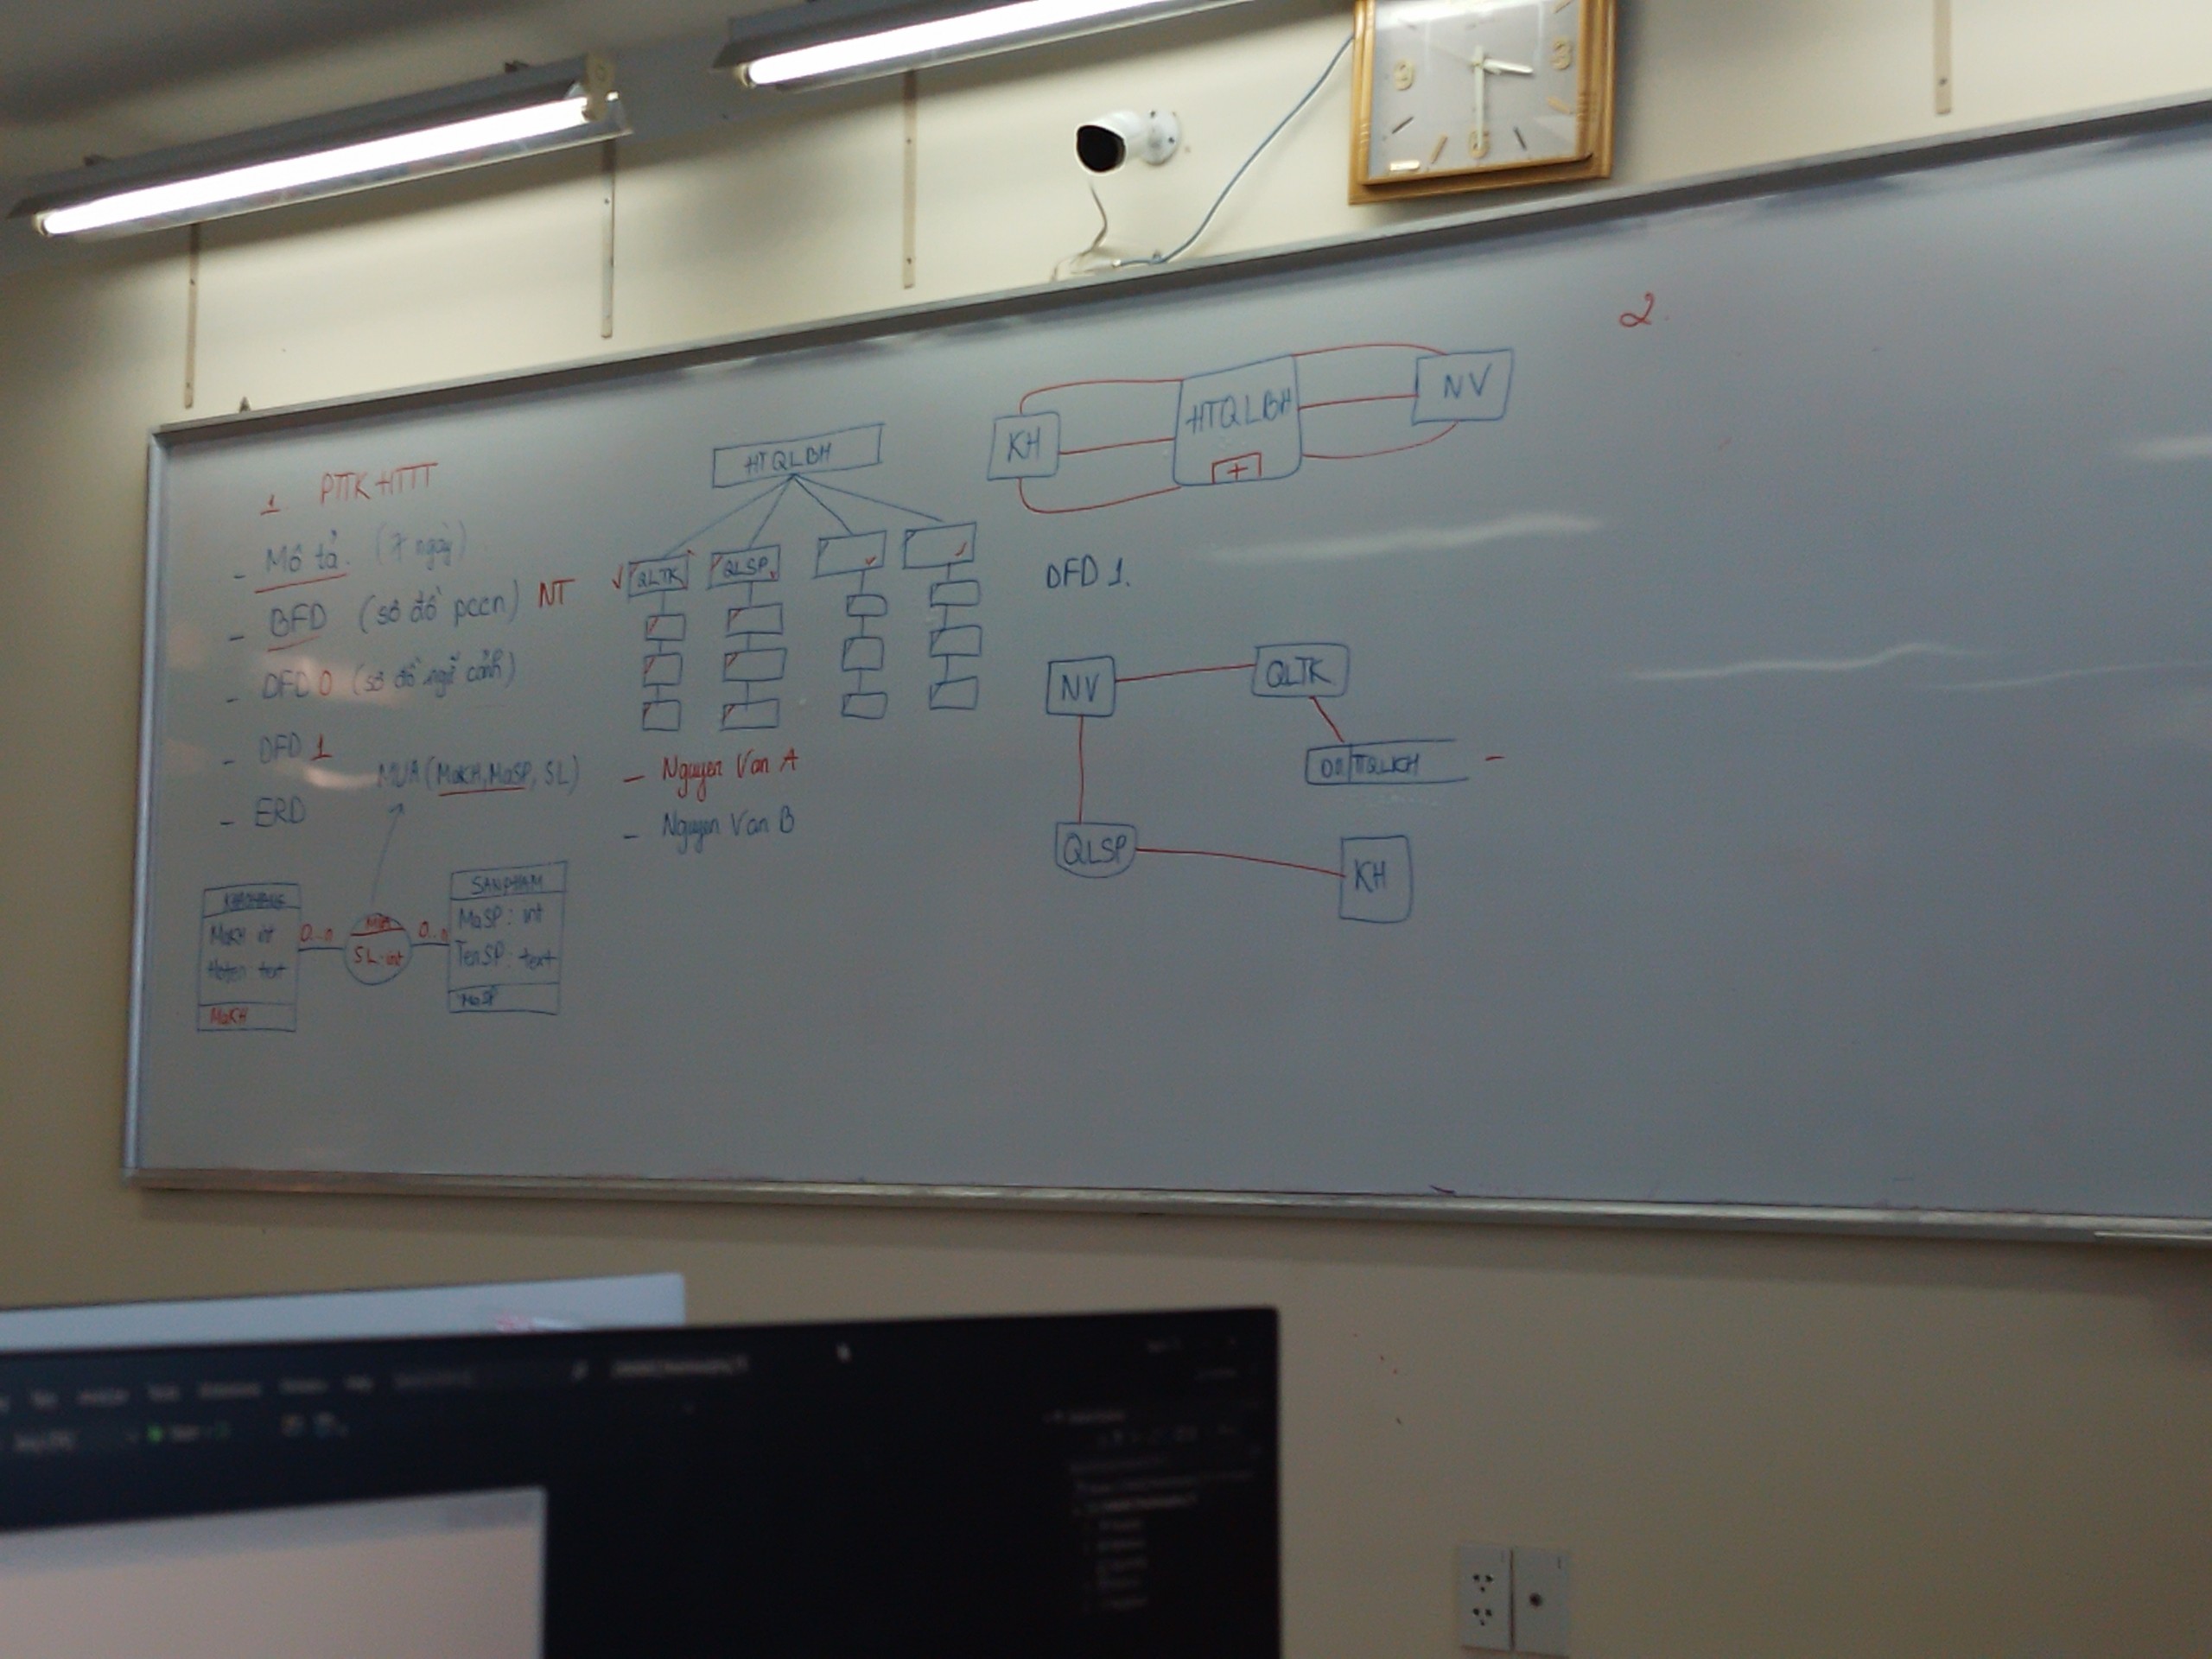 1 PTTK HTTT
- Mô tả. (7 ngày)
- BFD (sơ đồ pccn) NT
- DFD 0 (sơ đồ ngữ cảnh)
- DFD 1
- ERD
MUA(MaKH, MaSP, SL)
MaKH int
Hoten text
MaKH
0..n
MUA
SL: int
0..n
SANPHAM
MaSP: int
TenSP: text
MaSP
HTQLBH
QLTK
QLSP
- Nguyen Van A
- Nguyen Van B
KH
HTQLBH
+
NV
DFD 1.
NV
QLTK
QLSP
KH
2.
9
3
6